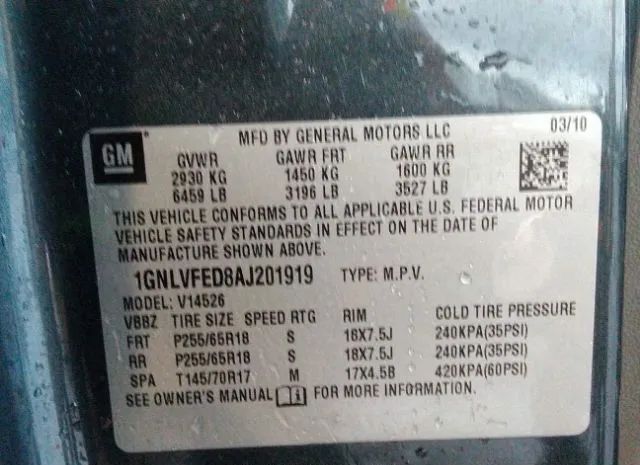 GM
MFD BY GENERAL MOTORS LLC 03/10
GVWR GAWR FRT GAWR RR
2930 KG 1450 KG 1600 KG
6459 LB 3196 LB 3527 LB
THIS VEHICLE CONFORMS TO ALL APPLICABLE U.S. FEDERAL MOTOR
VEHICLE SAFETY STANDARDS IN EFFECT ON THE DATE OF
MANUFACTURE SHOWN ABOVE.
1GNLVFED8AJ201919 TYPE: M.P.V.
MODEL: V14526
VBBZ TIRE SIZE SPEED RTG RIM COLD TIRE PRESSURE
FRT P255/65R18 S 18X7.5J 240KPA(35PSI)
RR P255/65R18 S 18X7.5J 240KPA(35PSI)
SPA T145/70R17 M 17X4.5B 420KPA(60PSI)
SEE OWNER'S MANUAL i FOR MORE INFORMATION.